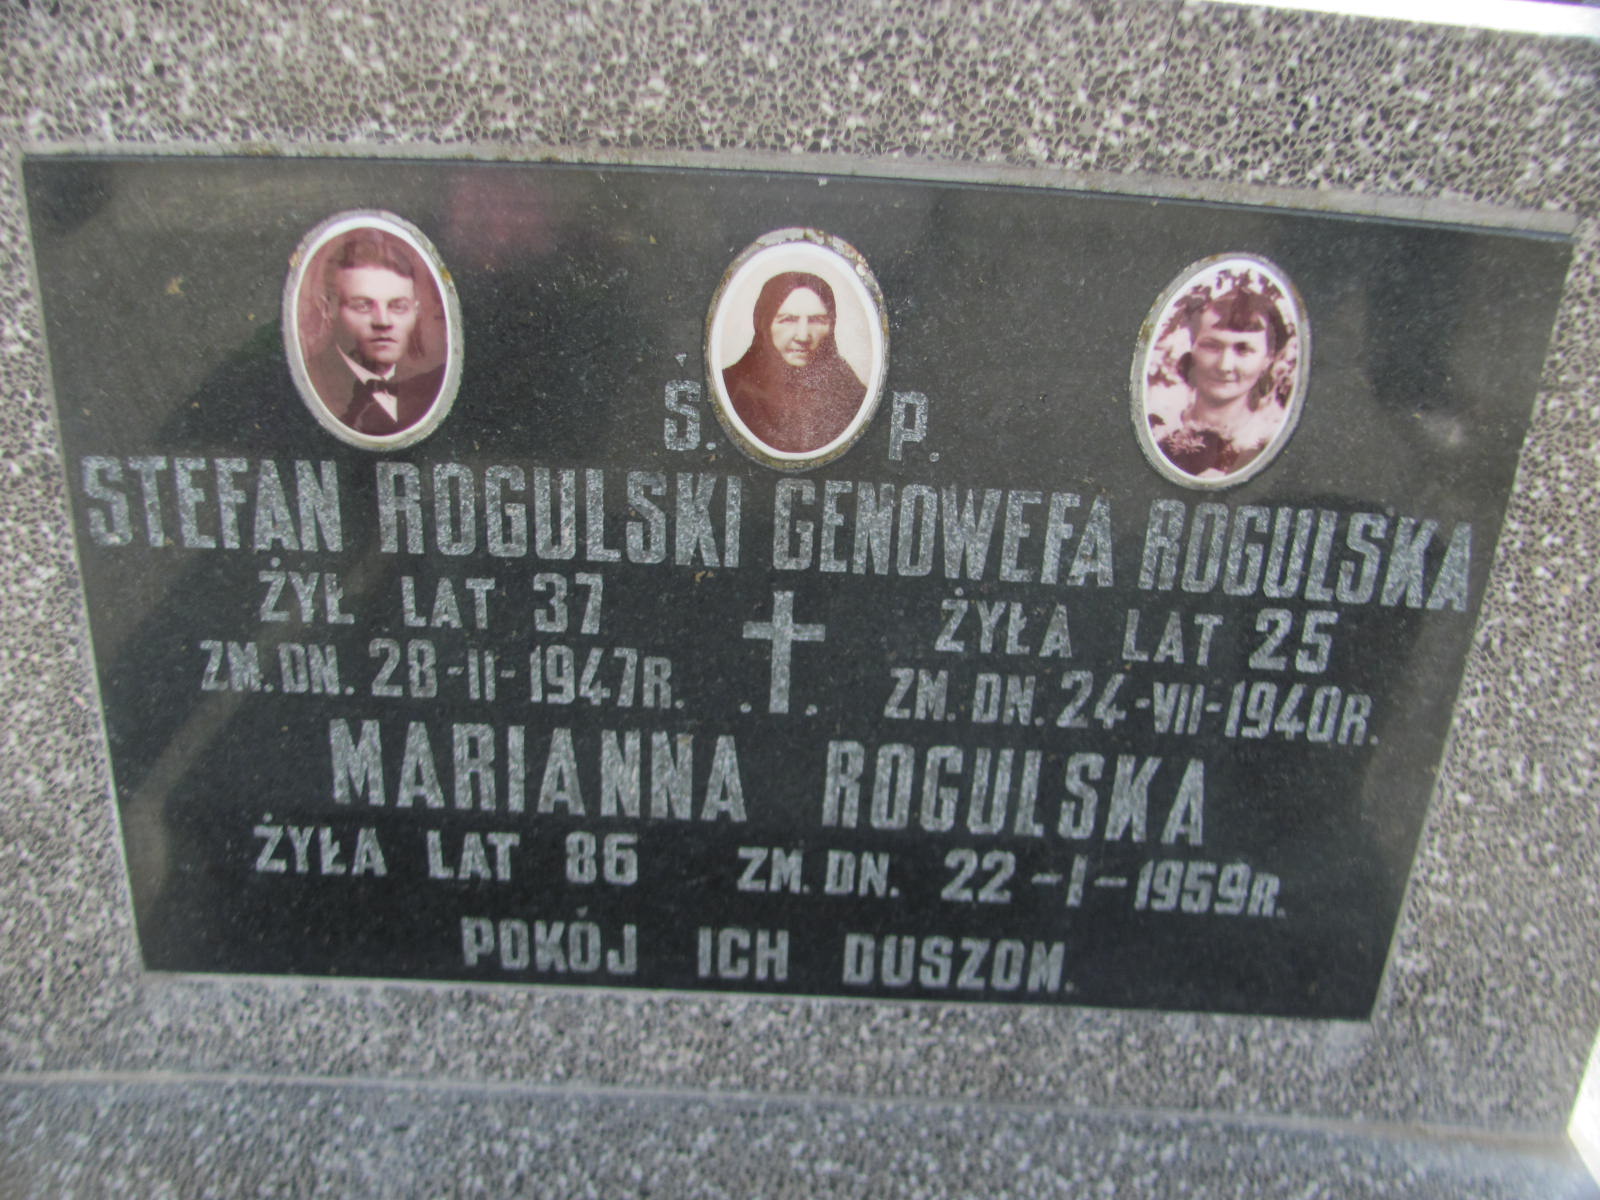 Ś. P.
STEFAN ROGULSKI GENOWEFA ROGULSKA
ŻYŁ LAT 37 ŻYŁA LAT 25
ZM. DN. 28-II-1947R. ZM. DN. 24-VII-1940R.
MARIANNA ROGULSKA
ŻYŁA LAT 86 ZM. DN. 22-I-1959R.
POKÓJ ICH DUSZOM.